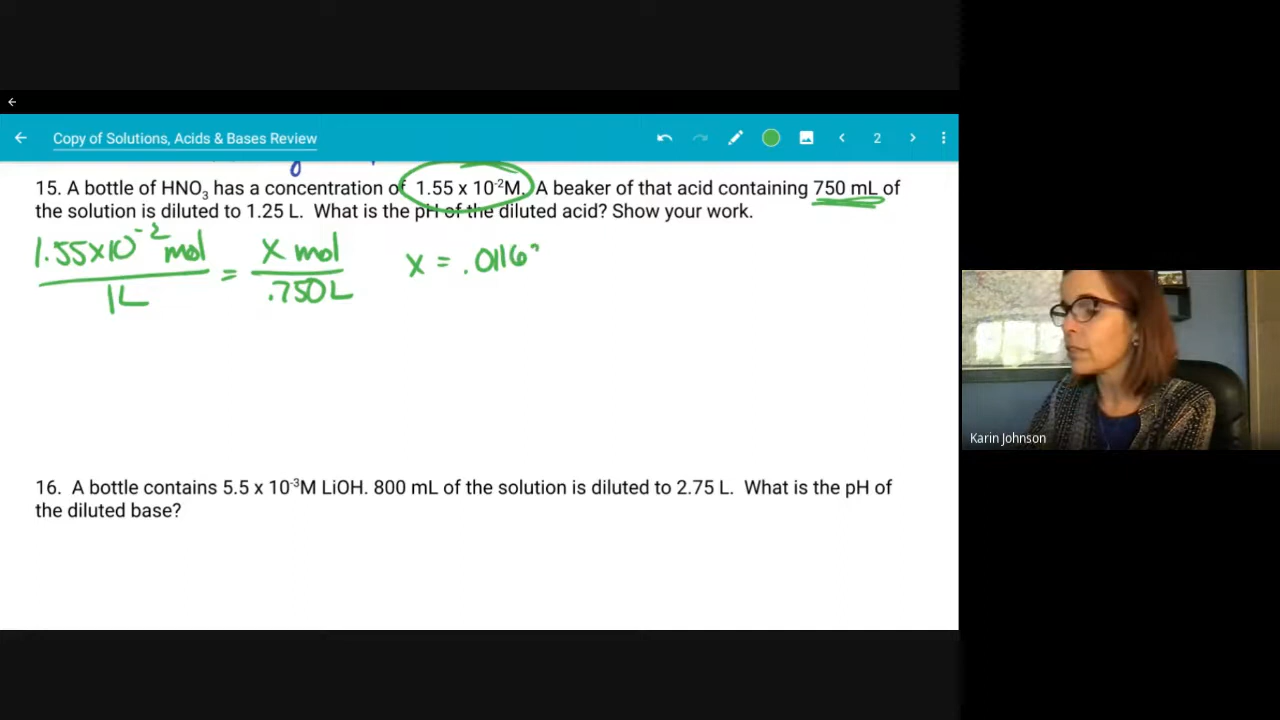 Copy of Solutions, Acids & Bases Review
2
15. A bottle of HNO3 has a concentration of 1.55 x 10-2M. A beaker of that acid containing 750 mL of
the solution is diluted to 1.25 L. What is the pH of the diluted acid? Show your work.
1.55x10-2 mol / 1L = x mol / .750L x = .0116
16. A bottle contains 5.5 x 10-3M LiOH. 800 mL of the solution is diluted to 2.75 L. What is the pH of
the diluted base?
Karin Johnson